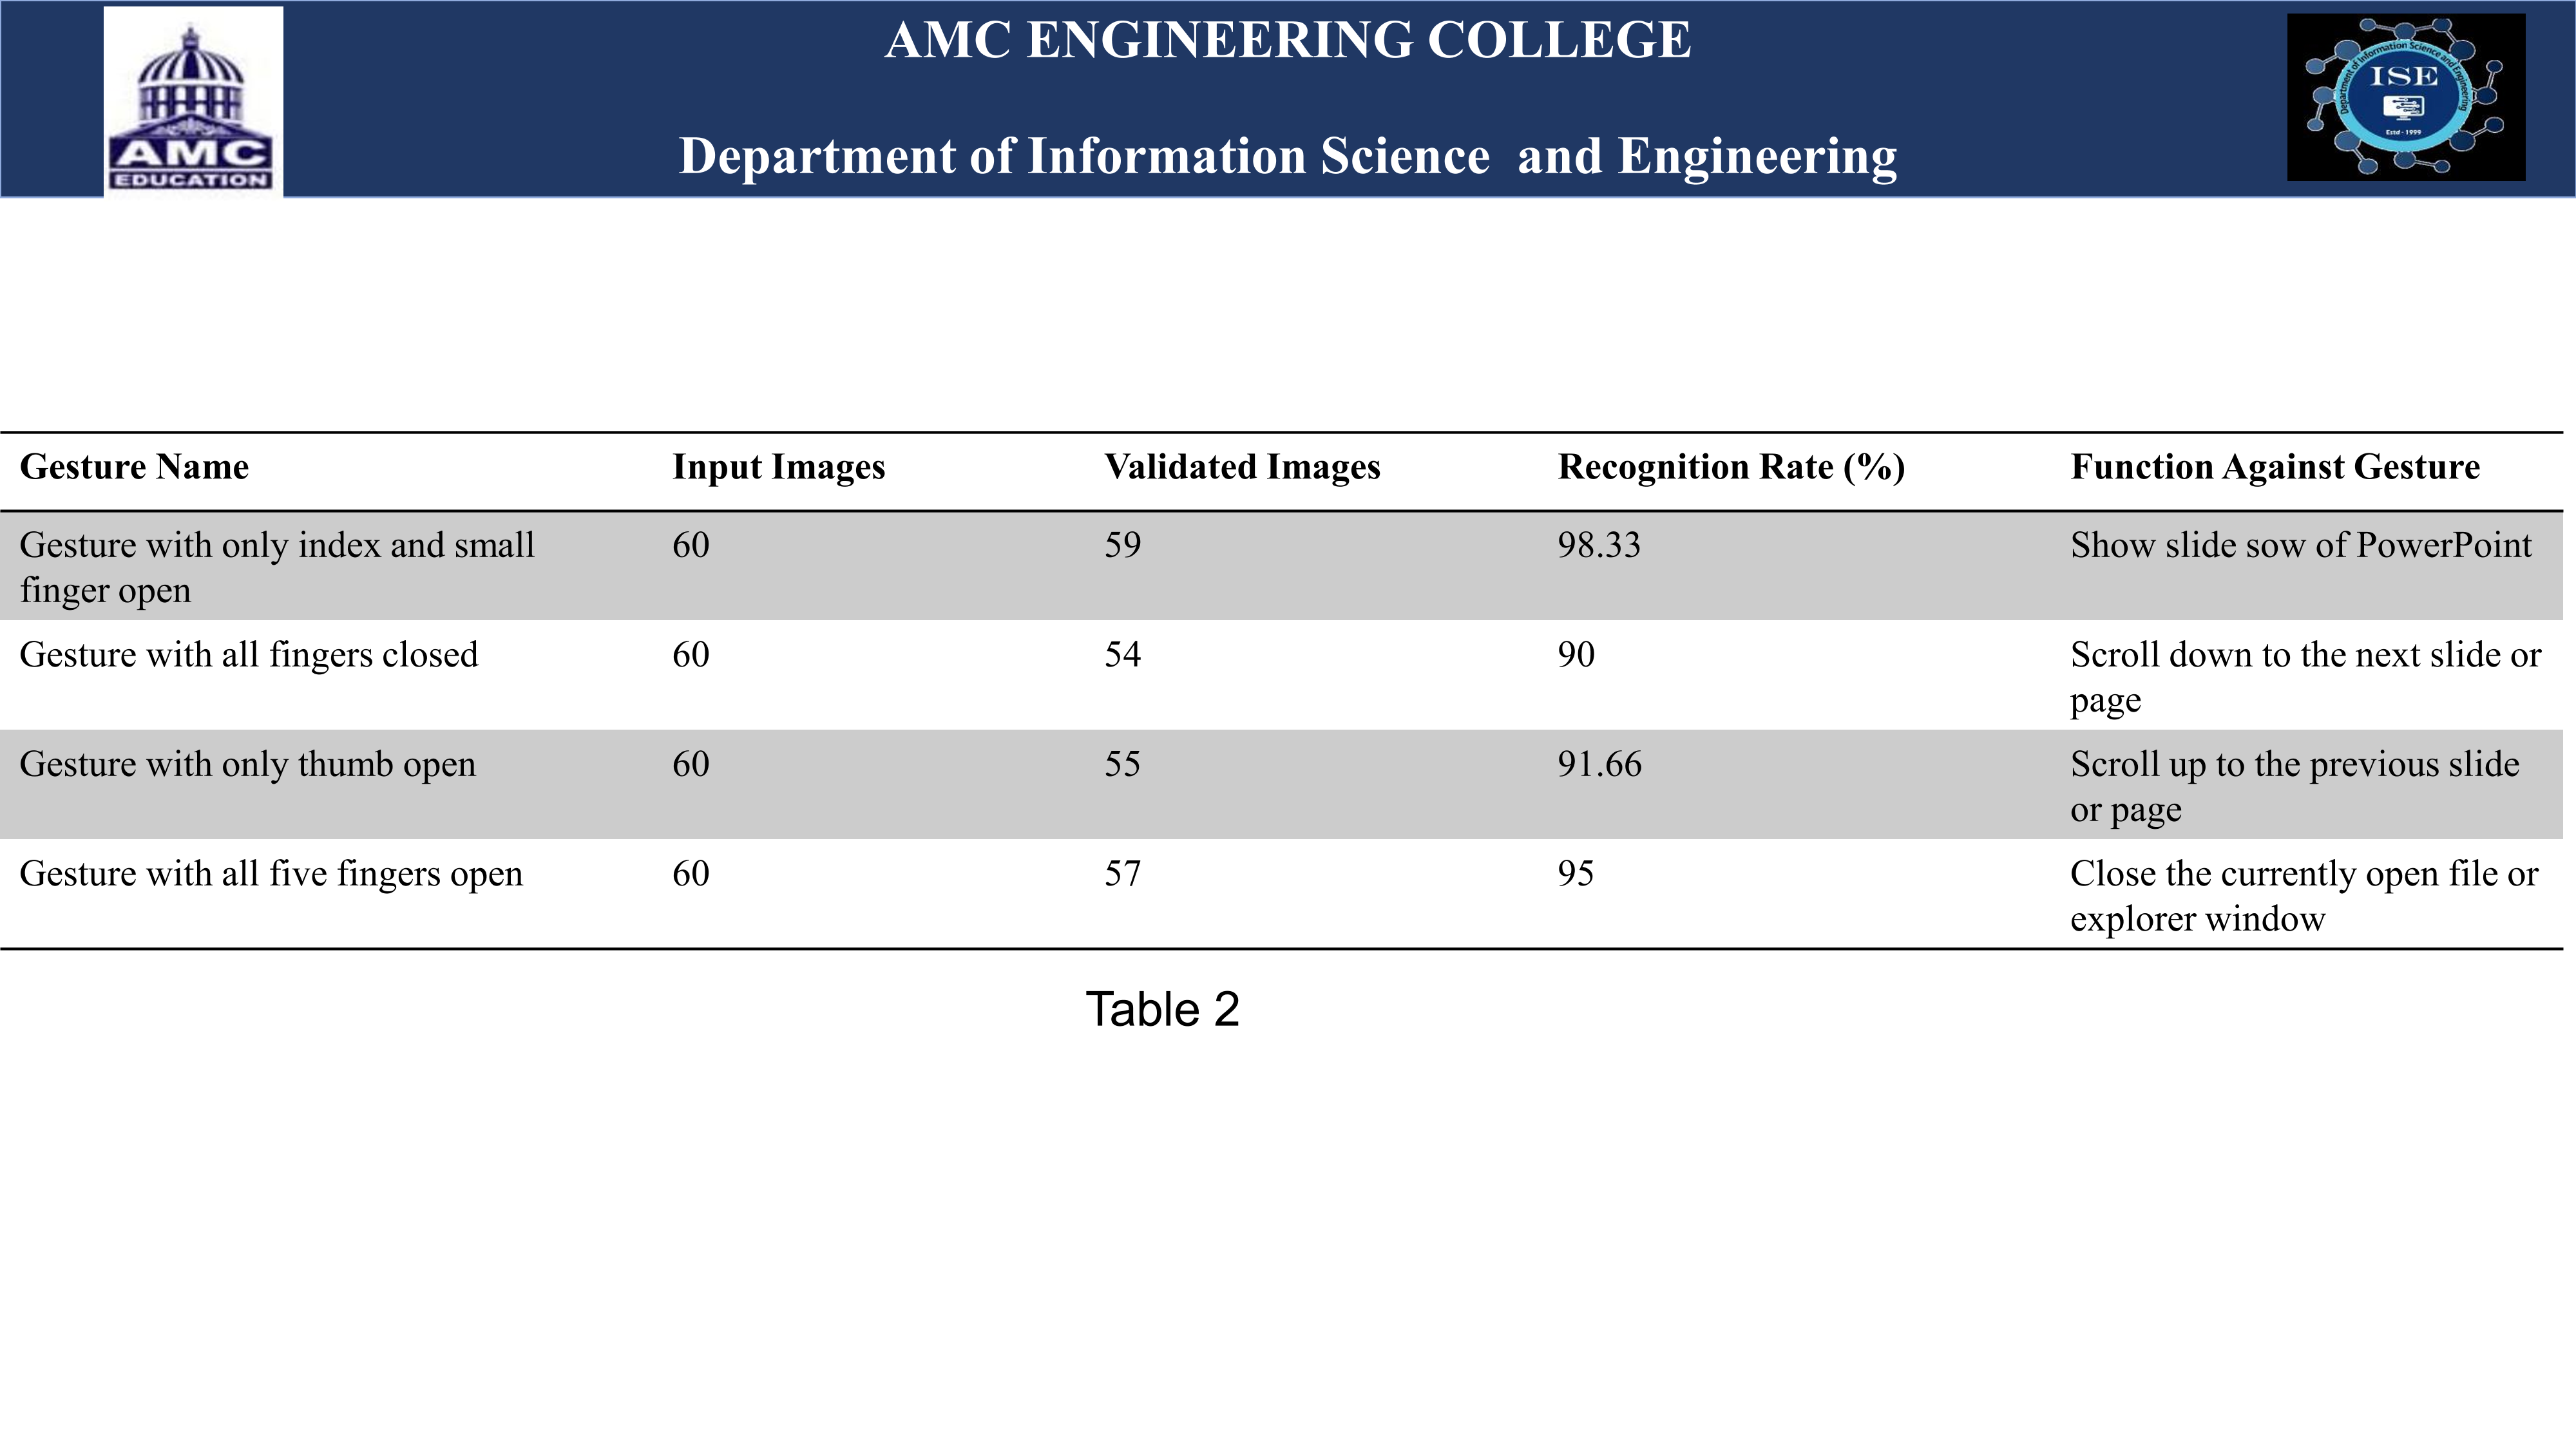 AMC ENGINEERING COLLEGE
Department of Information Science and Engineering
AMC
EDUCATION
Department of Information Science and Engineering
ISE
Estd - 1999
Gesture Name Input Images Validated Images Recognition Rate (%) Function Against Gesture
Gesture with only index and small 60 59 98.33 Show slide sow of PowerPoint
finger open
Gesture with all fingers closed 60 54 90 Scroll down to the next slide or
page
Gesture with only thumb open 60 55 91.66 Scroll up to the previous slide
or page
Gesture with all five fingers open 60 57 95 Close the currently open file or
explorer window
Table 2